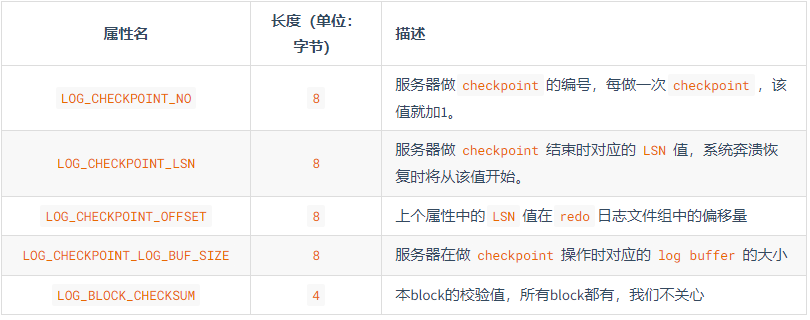 属性名 长度（单位：字节） 描述
LOG_CHECKPOINT_NO 8 服务器做 checkpoint 的编号，每做一次 checkpoint ，该
值就加1。
LOG_CHECKPOINT_LSN 8 服务器做 checkpoint 结束时对应的 LSN 值，系统奔溃恢
复时将从该值开始。
LOG_CHECKPOINT_OFFSET 8 上个属性中的 LSN 值在 redo 日志文件组中的偏移量
LOG_CHECKPOINT_LOG_BUF_SIZE 8 服务器在做 checkpoint 操作时对应的 log buffer 的大小
LOG_BLOCK_CHECKSUM 4 本block的校验值，所有block都有，我们不关心